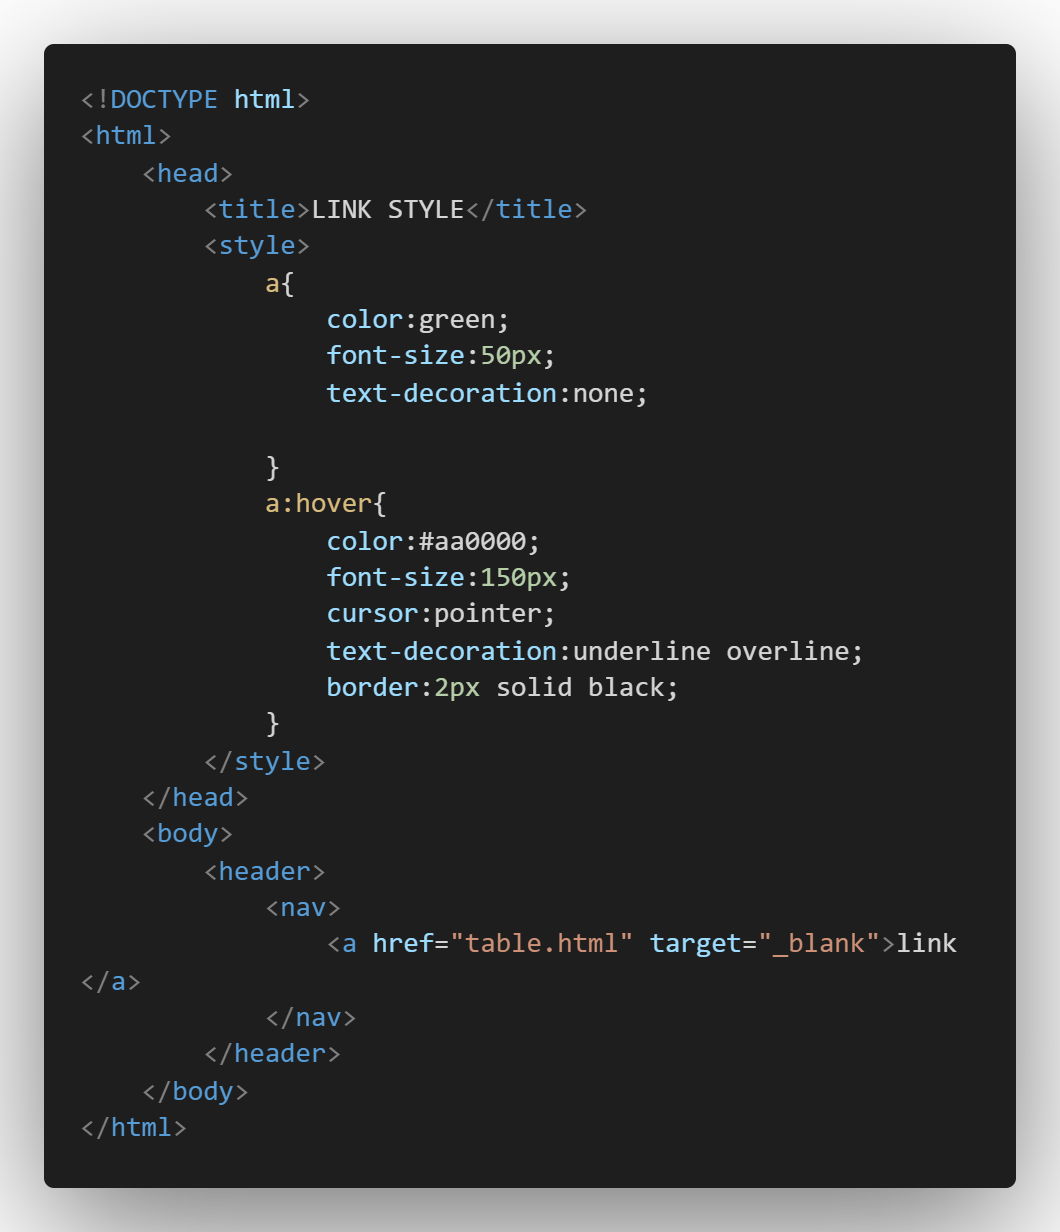 <!DOCTYPE html>
<html>
    <head>
        <title>LINK STYLE</title>
        <style>
            a{
                color:green;
                font-size:50px;
                text-decoration:none;

            }
            a:hover{
                color:#aa0000;
                font-size:150px;
                cursor:pointer;
                text-decoration:underline overline;
                border:2px solid black;
            }
        </style>
    </head>
    <body>
        <header>
            <nav>
                <a href="table.html" target="_blank">link
</a>
            </nav>
        </header>
    </body>
</html>